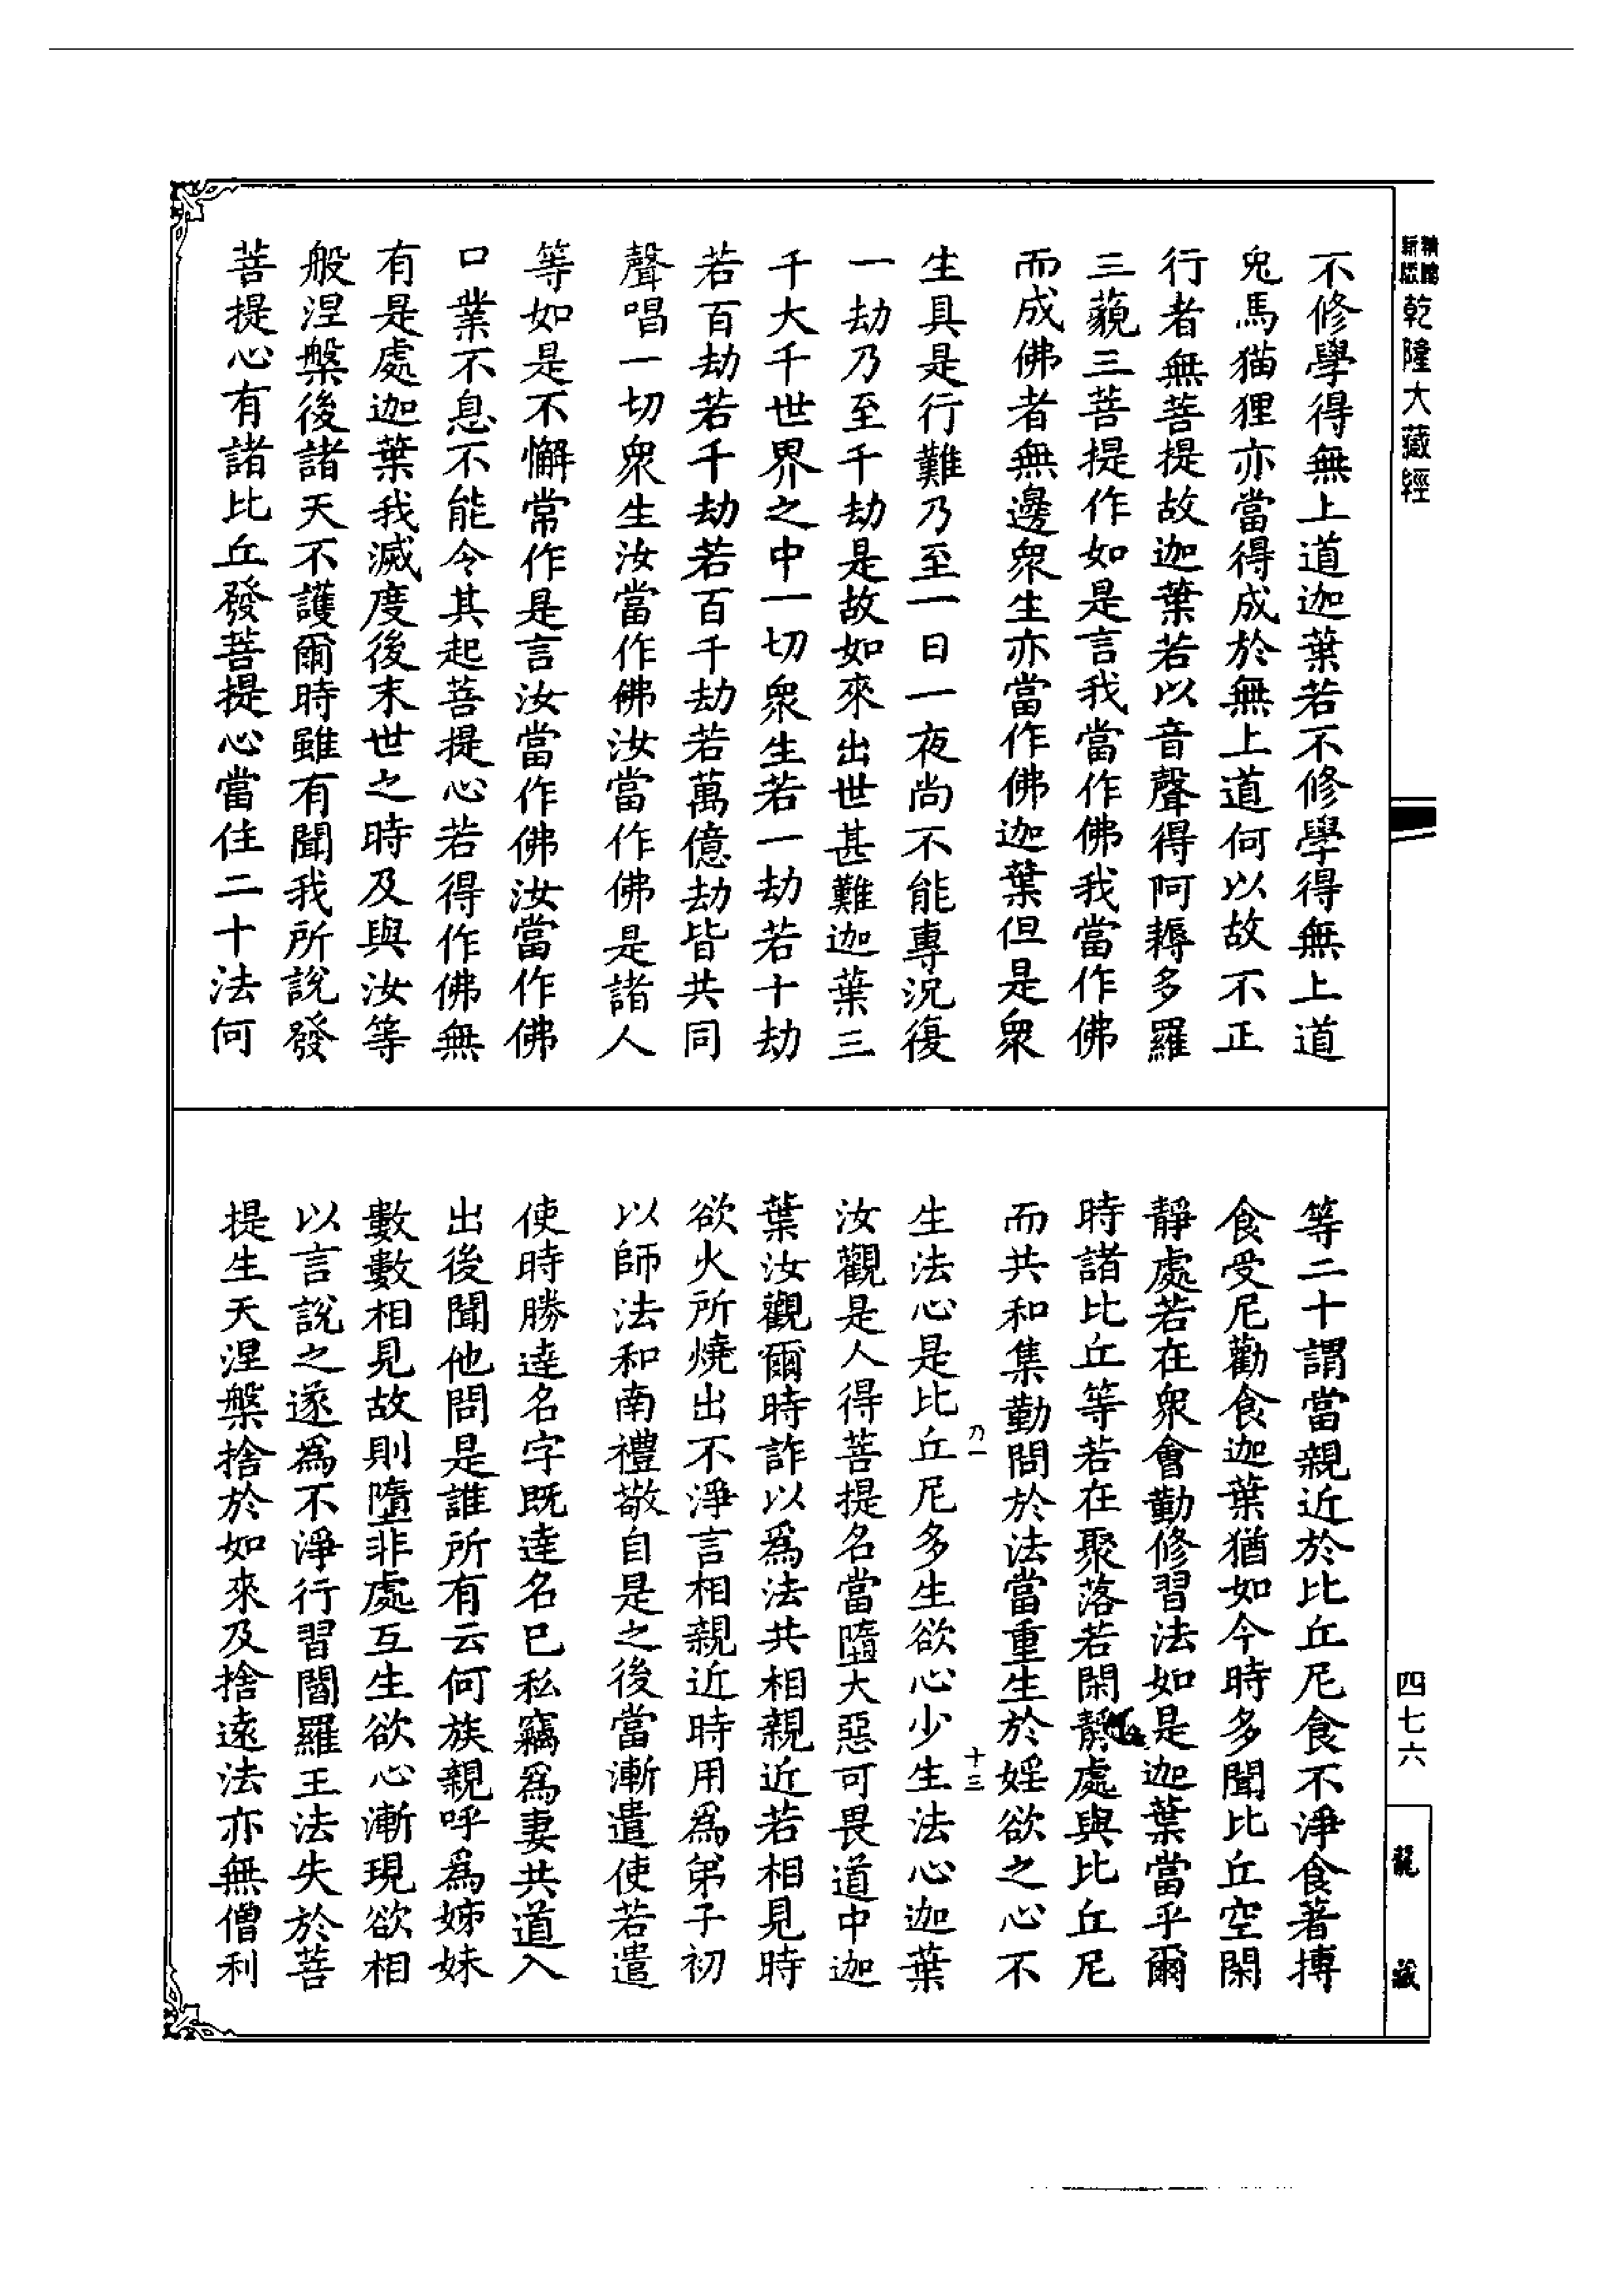 乾隆大藏經
不修學得無上道迦葉若不修學得無上道
兔馬猫狸亦當得成於無上道何以故不正
行者無菩提故迦葉若以音聲得阿耨多羅
三藐三菩提作如是言我當作佛我當作佛
而成佛者無邊衆生亦當作佛迦葉但是衆
生具是行難乃至一日一夜尚不能專況復
一劫乃至千劫是故如來出世甚難迦葉三
千大千世界之中一切衆生若一劫若十劫
若百劫若千劫若百千劫若萬億劫皆共同
聲唱一切衆生汝當作佛汝當作佛是諸人
等如是不懈常作是言汝當作佛汝當作佛
口業不息不能令其起菩提心若得作佛無
有是處迦葉我滅度後末世之時及與汝等
般涅槃後諸天不護爾時雖有聞我所說發
菩提心有諸比丘發菩提心當住二十法何
四七六
龍藏
等二十謂當親近於比丘尼食不淨食著摶
食受尼勸食迦葉猶如今時多聞比丘空閑
靜處若在衆會勤修習法如是迦葉當乎爾
時諸比丘等若在聚落若閑靜處與比丘尼
而共和集勤問於法當重生於婬欲之心不
乃一
十三
生法心是比丘尼多生欲心少生法心迦葉
汝觀是人得菩提名當墮大惡可畏道中迦
葉汝觀爾時詐以爲法共相親近若相見時
欲火所燒出不淨言相親近時用爲弟子初
以師法和南禮敬自是之後當漸遣使若遣
使時勝達名字既達名已私竊爲妻共道入
出後聞他問是誰所有云何族親呼爲姊妹
數數相見故則墮非處互生欲心漸現欲相
以言說之遂爲不淨行習閻羅王法失於菩
提生天涅槃捨於如來及捨遠法亦無僧利